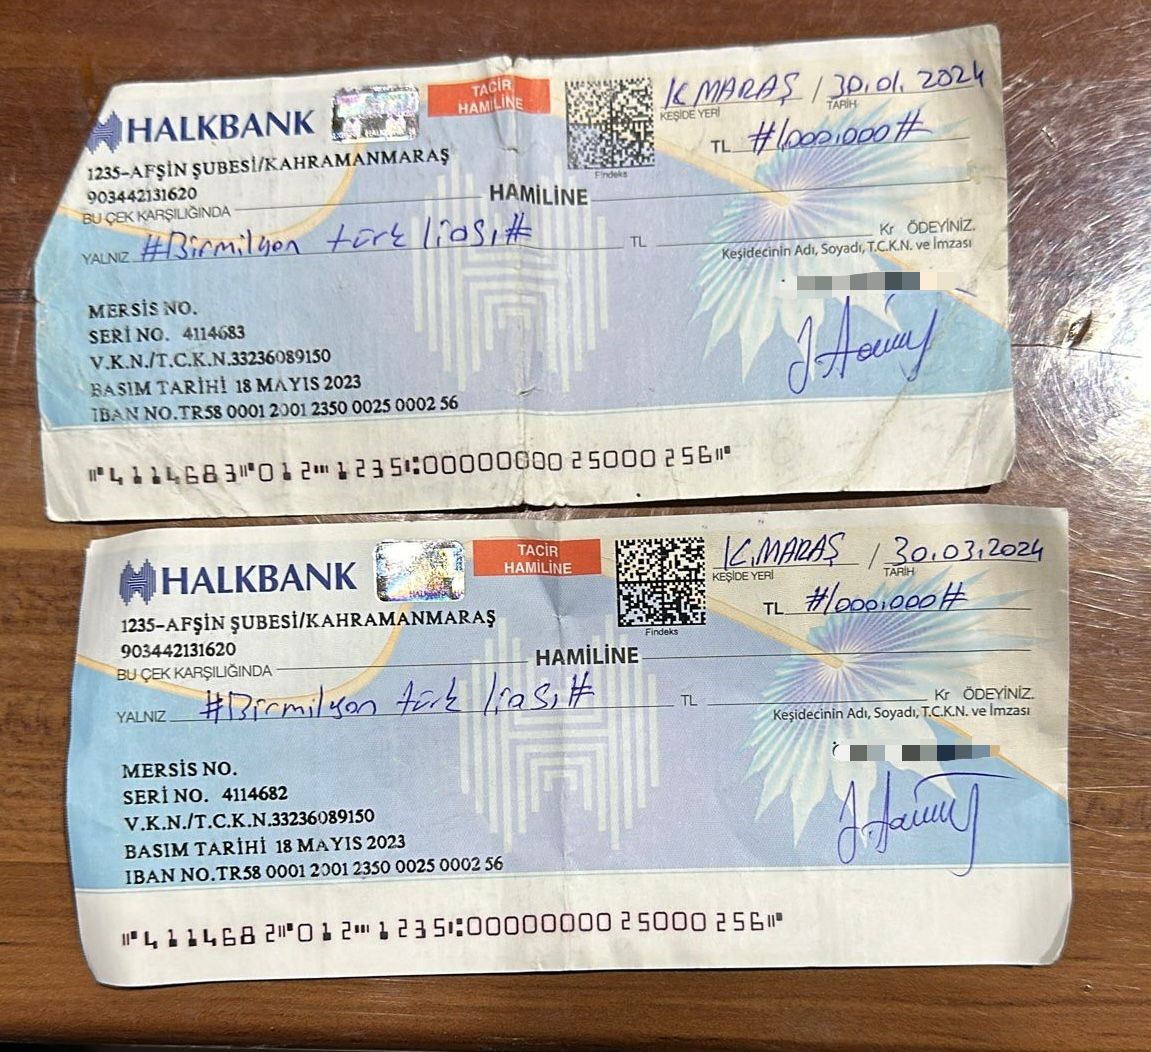 HALKBANK
TACİR
HAMİLİNE
Findeks
K.MARAŞ / 30.01.2024
KEŞİDE YERİ TARİH
TL #1,000,000#
1235-AFŞİN ŞUBESİ/KAHRAMANMARAŞ
903442131620
HAMİLİNE
BU ÇEK KARŞILIĞINDA
YALNIZ #Birmilyon türk liası# TL Kr ÖDEYİNİZ.
Keşidecinin Adı, Soyadı, T.C.K.N. ve İmzası
MERSİS NO.
SERİ NO. 4114683
V.K.N./T.C.K.N.33236089150
BASIM TARİHİ 18 MAYIS 2023
IBAN NO.TR58 0001 2001 2350 0025 0002 56
⑈4114683⑈012⑉1235⑆00000000 25000 256⑈
HALKBANK
TACİR
HAMİLİNE
Findeks
K.MARAŞ / 30.03.2024
KEŞİDE YERİ TARİH
TL #1,000,000#
1235-AFŞİN ŞUBESİ/KAHRAMANMARAŞ
903442131620
HAMİLİNE
BU ÇEK KARŞILIĞINDA
YALNIZ #Birmilyon türk liası# TL Kr ÖDEYİNİZ.
Keşidecinin Adı, Soyadı, T.C.K.N. ve İmzası
MERSİS NO.
SERİ NO. 4114682
V.K.N./T.C.K.N.33236089150
BASIM TARİHİ 18 MAYIS 2023
IBAN NO.TR58 0001 2001 2350 0025 0002 56
⑈4114682⑈012⑉1235⑆00000000 25000 256⑈